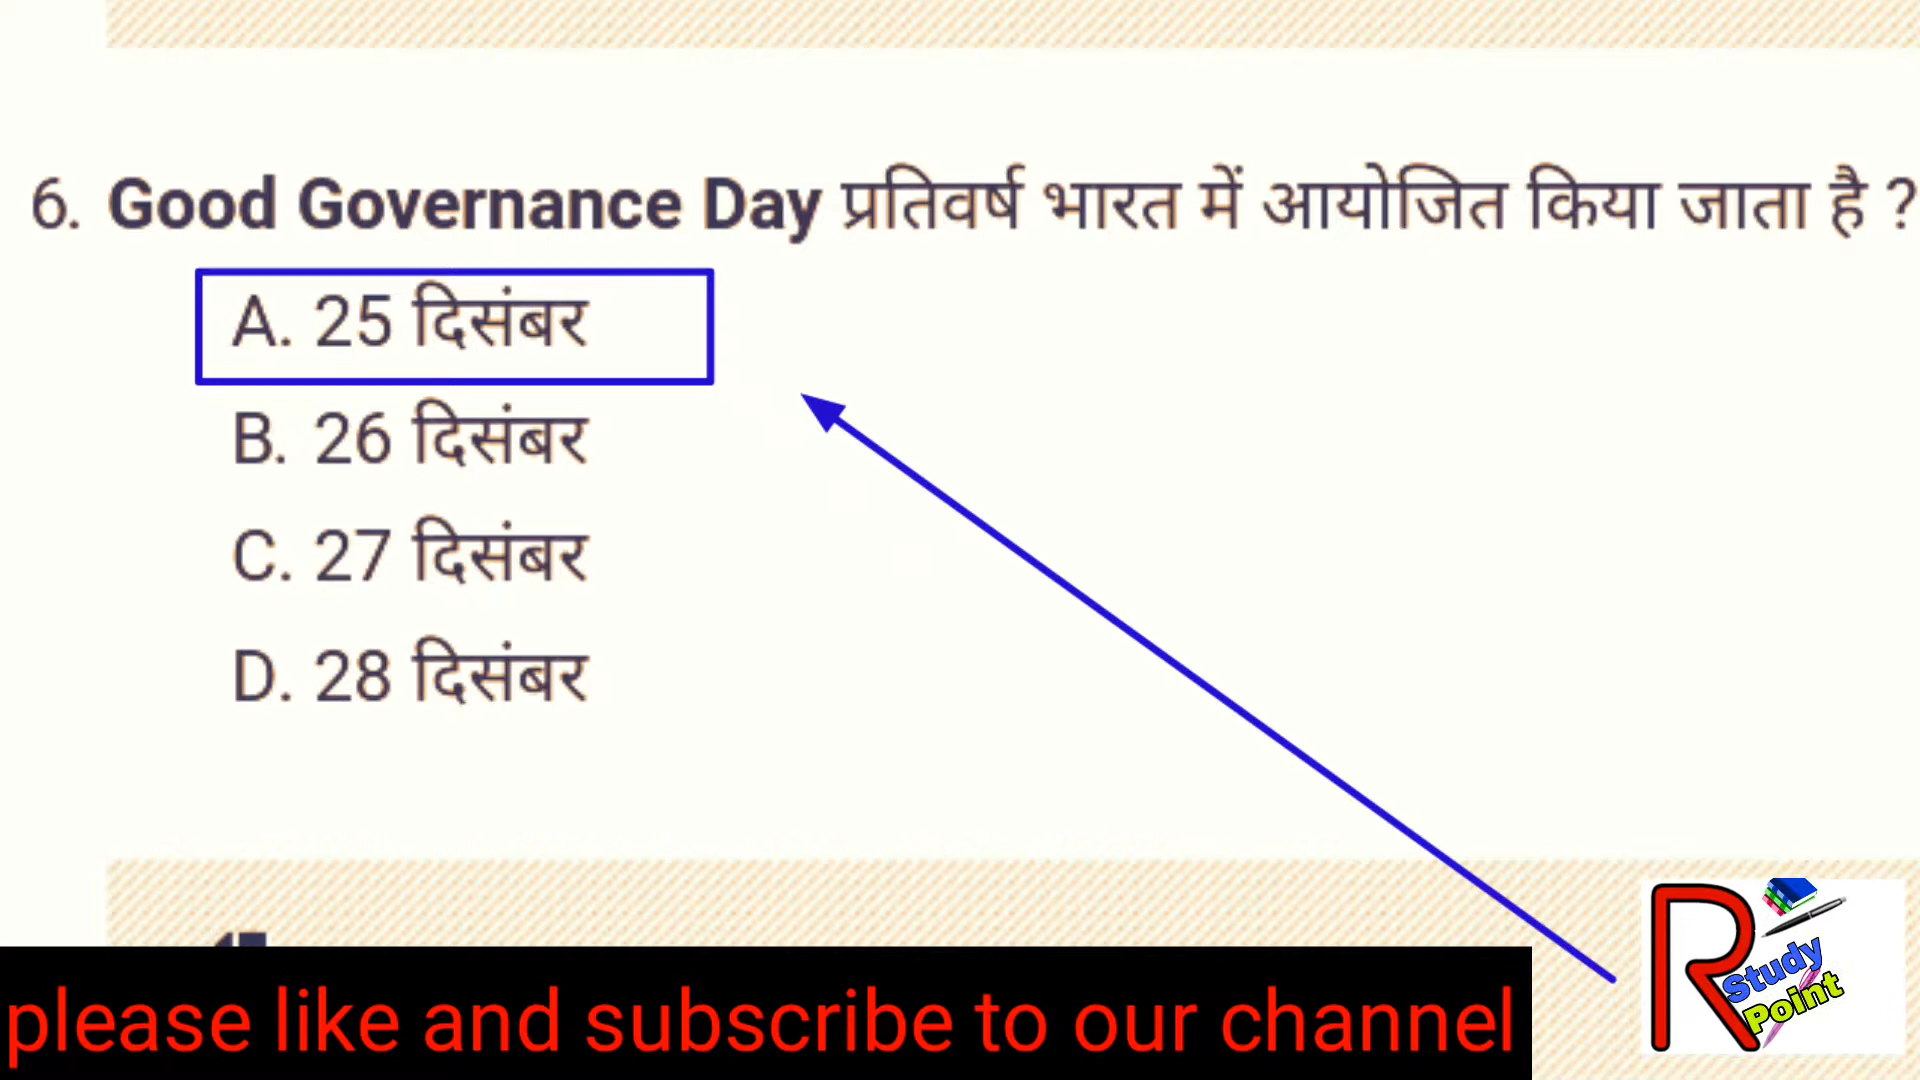 6. Good Governance Day प्रतिवर्ष भारत में आयोजित किया जाता है ?
A. 25 दिसंबर
B. 26 दिसंबर
C. 27 दिसंबर
D. 28 दिसंबर
please like and subscribe to our channel
R
Study
Point